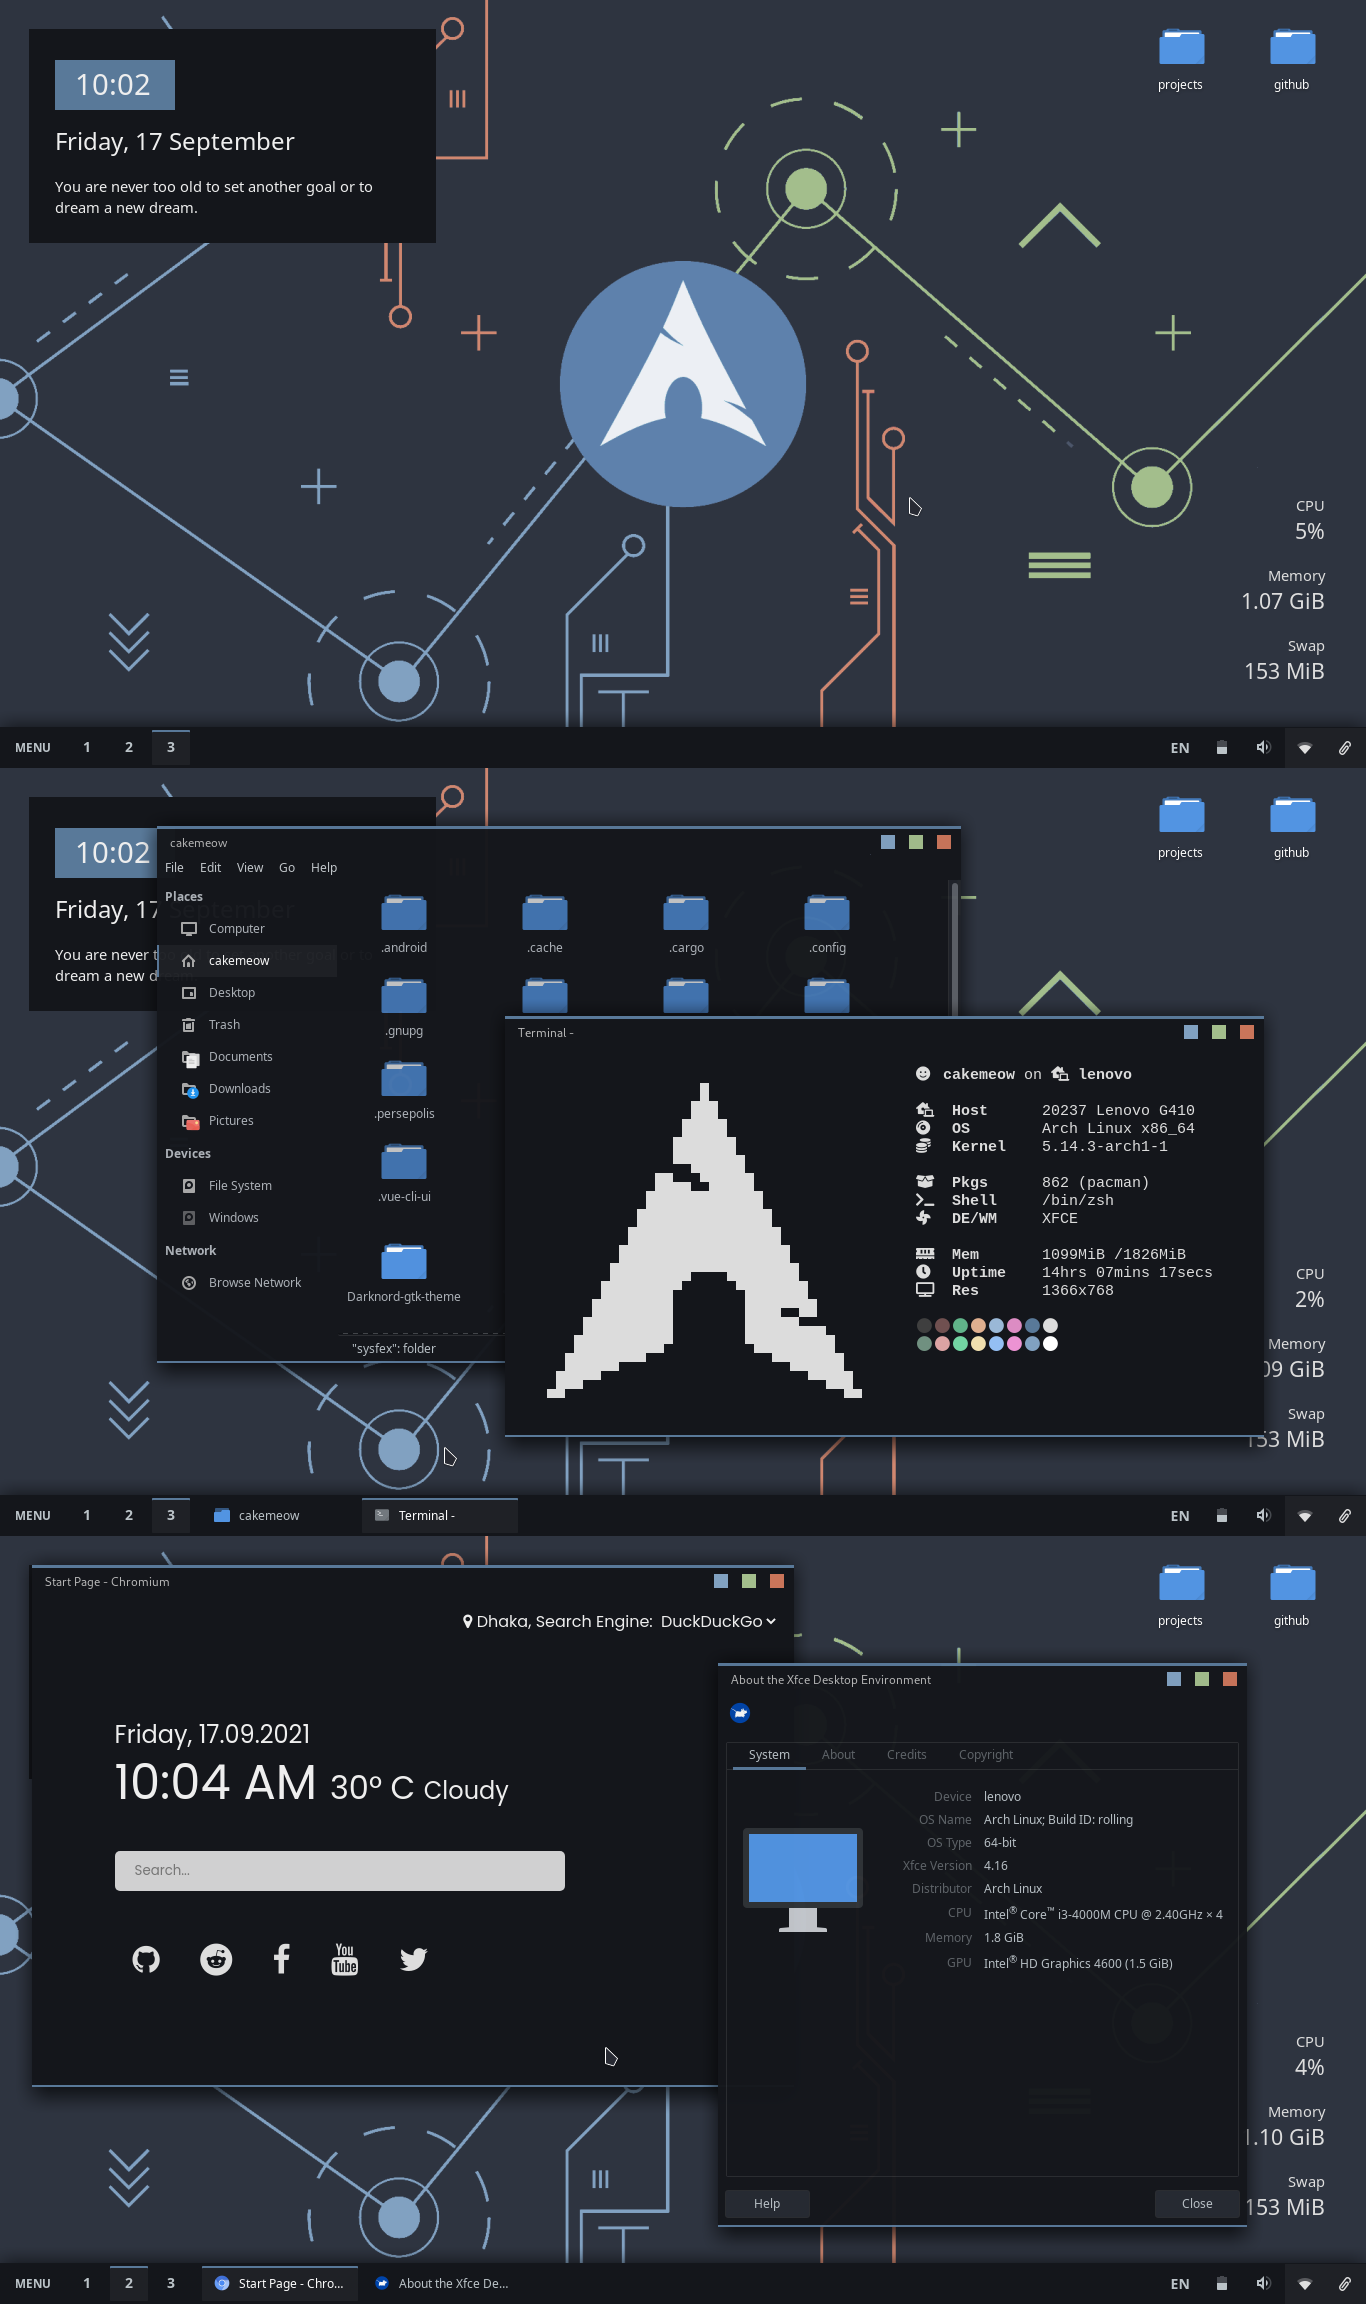 10:02
Friday, 17 September
You are never too old to set another goal or to
dream a new dream.
projects
github
CPU
5%
Memory
1.07 GiB
Swap
153 MiB
MENU 1 2 3
EN
10:02
Friday, 17 September
You are never
dream a new d
projects
github
cakemeow
File Edit View Go Help
Places
Computer
cakemeow
Desktop
Trash
Documents
Downloads
Pictures
Devices
File System
Windows
Network
Browse Network
.android
.cache
.cargo
.config
.gnupg
.persepolis
.vue-cli-ui
Darknord-gtk-theme
"sysfex": folder
Terminal -
cakemeow on lenovo
Host 20237 Lenovo G410
OS Arch Linux x86_64
Kernel 5.14.3-arch1-1
Pkgs 862 (pacman)
Shell /bin/zsh
DE/WM XFCE
Mem 1099MiB /1826MiB
Uptime 14hrs 07mins 17secs
Res 1366x768
CPU
2%
Memory
09 GiB
Swap
153 MiB
MENU 1 2 3 cakemeow Terminal -
EN
Start Page - Chromium
Dhaka, Search Engine: DuckDuckGo
Friday, 17.09.2021
10:04 AM 30° C Cloudy
Search...
You
Tube
projects
github
About the Xfce Desktop Environment
System About Credits Copyright
Device lenovo
OS Name Arch Linux; Build ID: rolling
OS Type 64-bit
Xfce Version 4.16
Distributor Arch Linux
CPU Intel® Core™ i3-4000M CPU @ 2.40GHz × 4
Memory 1.8 GiB
GPU Intel® HD Graphics 4600 (1.5 GiB)
Help
Close
CPU
4%
Memory
1.10 GiB
Swap
153 MiB
MENU 1 2 3 Start Page - Chro... About the Xfce De...
EN